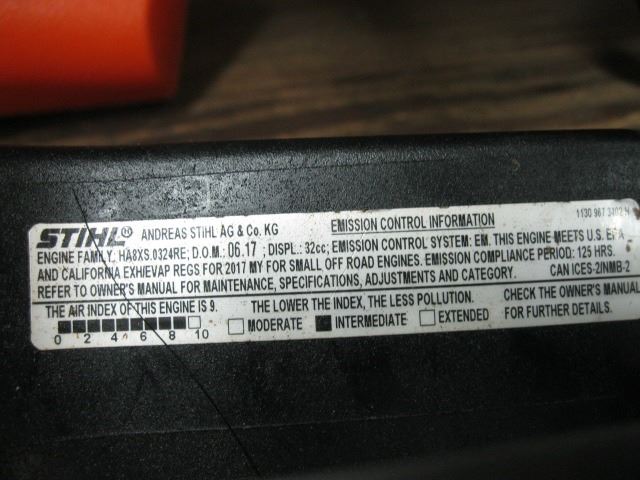 STIHL® ANDREAS STIHL AG & Co. KG EMISSION CONTROL INFORMATION 1130 967 3402 H
ENGINE FAMILY, HA8XS.0324RE; D.O.M.: 06.17 ; DISPL.: 32cc; EMISSION CONTROL SYSTEM: EM. THIS ENGINE MEETS U.S. EPA
AND CALIFORNIA EXH/EVAP REGS FOR 2017 MY FOR SMALL OFF ROAD ENGINES. EMISSION COMPLIANCE PERIOD: 125 HRS.
REFER TO OWNER'S MANUAL FOR MAINTENANCE, SPECIFICATIONS, ADJUSTMENTS AND CATEGORY. CAN ICES-2/NMB-2
THE AIR INDEX OF THIS ENGINE IS 9. THE LOWER THE INDEX, THE LESS POLLUTION. CHECK THE OWNER'S MANUAL
0 2 4 6 8 10 MODERATE INTERMEDIATE EXTENDED FOR FURTHER DETAILS.